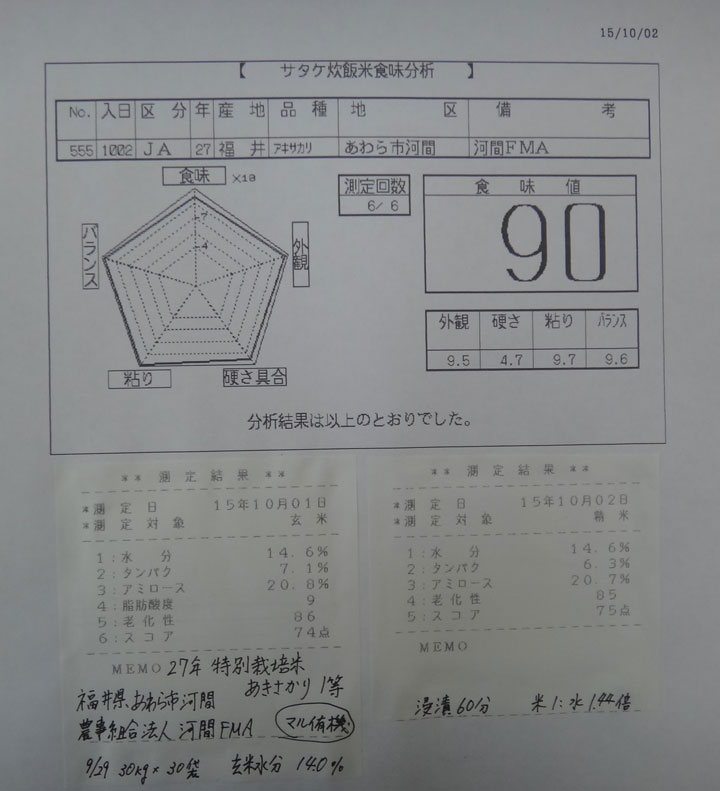 15/10/02
【 サタケ炊飯米食味分析 】
No. 入日 区分 年 産地 品種 地区 備考
555 1002 JA 27 福井 アキサカリ あわら市河間 河間FMA
食味 ×10
測定回数
6/ 6
食味値
90
7
4
バランス
外観
粘り
硬さ具合
外観 硬さ 粘り バランス
9.5 4.7 9.7 9.6
分析結果は以上のとおりでした。
** 測定結果 **
*測定日 15年10月01日
*測定対象 玄米
1:水分 14.6%
2:タンパク 7.1%
3:アミロース 20.8%
4:脂肪酸度 9
5:老化性 86
6:スコア 74点
MEMO 27年 特別栽培米
福井県あわら市河間 あきさかり 1等
農事組合法人 河間FMA マル侑機
9/29 30kg×30袋 玄米水分 14.0%
** 測定結果 **
*測定日 15年10月02日
*測定対象 精米
1:水分 14.6%
2:タンパク 6.3%
3:アミロース 20.7%
4:老化性 85
5:スコア 75点
MEMO
浸漬60分 米1:水1.44倍